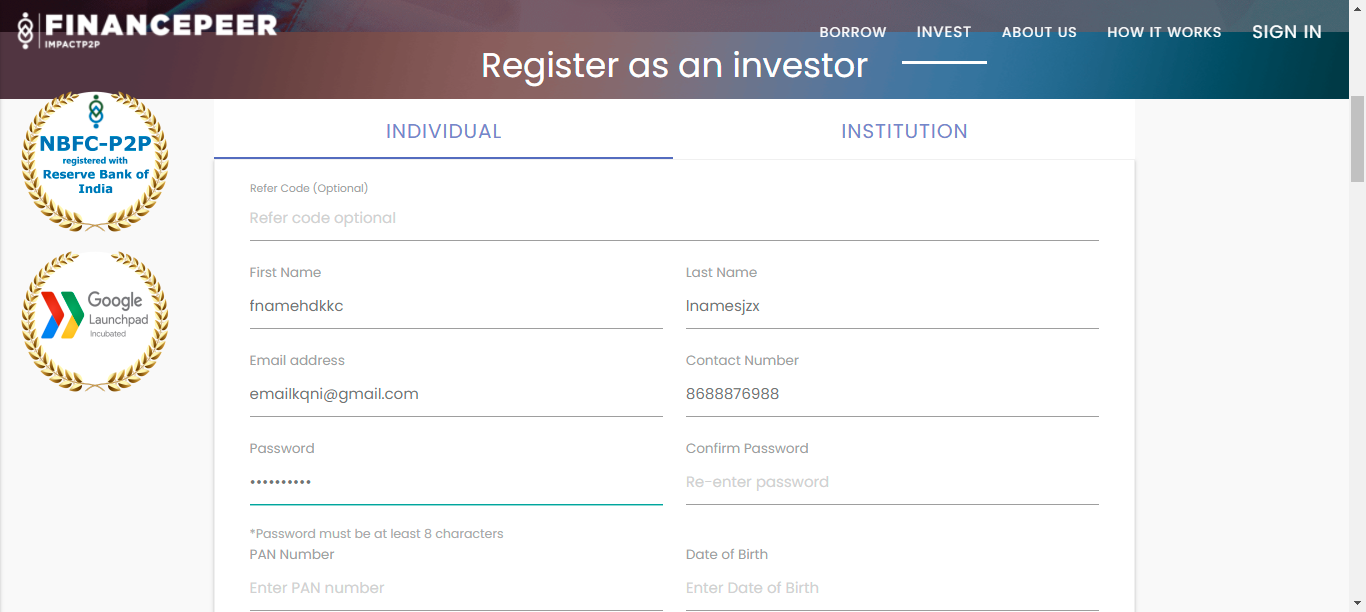 FINANCEPEER
IMPACTP2P
BORROW INVEST ABOUT US HOW IT WORKS SIGN IN
Register as an investor
NBFC-P2P
registered with
Reserve Bank of
India
Google
Launchpad
Incubated
INDIVIDUAL INSTITUTION
Refer Code (Optional)
Refer code optional
First Name Last Name
fnamehdkkc lnamesjzx
Email address Contact Number
emailkqni@gmail.com 8688876988
Password Confirm Password
•••••••••• Re-enter password
*Password must be at least 8 characters
PAN Number Date of Birth
Enter PAN number Enter Date of Birth